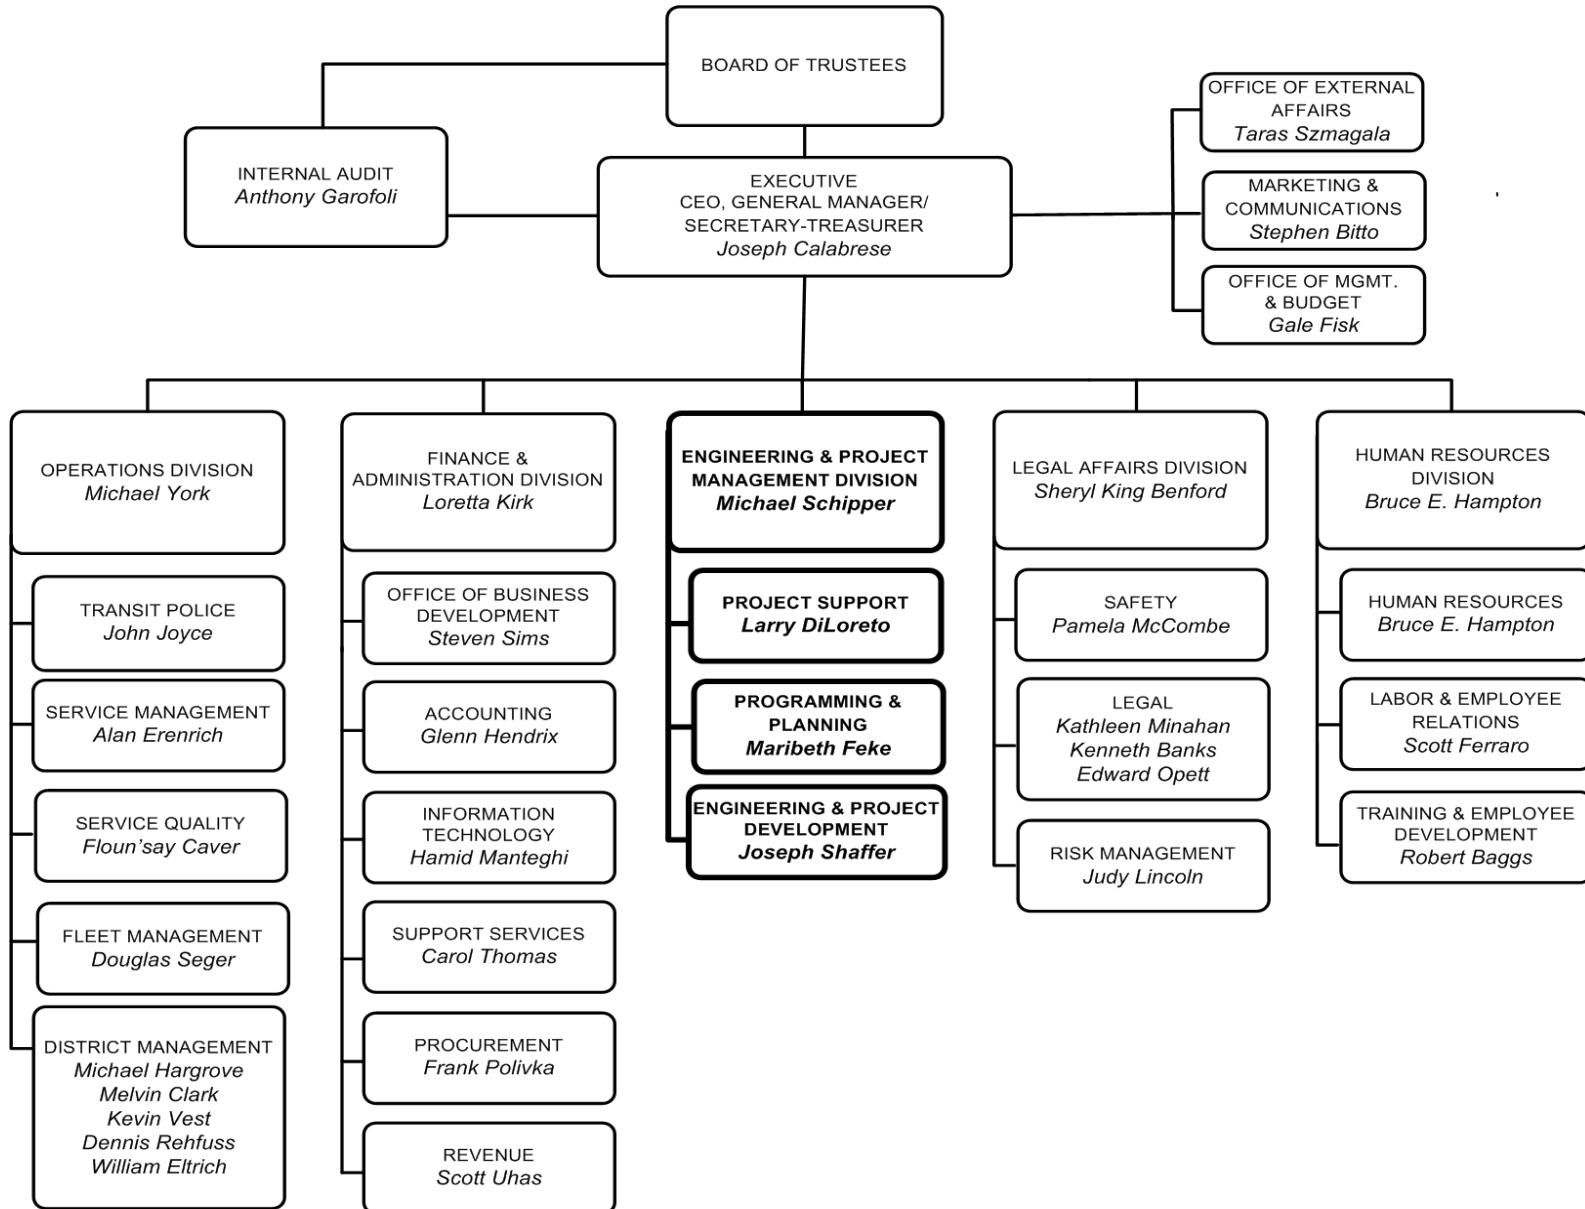 BOARD OF TRUSTEES
INTERNAL AUDIT
Anthony Garofoli
EXECUTIVE
CEO, GENERAL MANAGER/
SECRETARY-TREASURER
Joseph Calabrese
OFFICE OF EXTERNAL
AFFAIRS
Taras Szmagala
MARKETING &
COMMUNICATIONS
Stephen Bitto
OFFICE OF MGMT.
& BUDGET
Gale Fisk
OPERATIONS DIVISION
Michael York
TRANSIT POLICE
John Joyce
SERVICE MANAGEMENT
Alan Erenrich
SERVICE QUALITY
Floun'say Caver
FLEET MANAGEMENT
Douglas Seger
DISTRICT MANAGEMENT
Michael Hargrove
Melvin Clark
Kevin Vest
Dennis Rehfuss
William Eltrich
FINANCE &
ADMINISTRATION DIVISION
Loretta Kirk
OFFICE OF BUSINESS
DEVELOPMENT
Steven Sims
ACCOUNTING
Glenn Hendrix
INFORMATION
TECHNOLOGY
Hamid Manteghi
SUPPORT SERVICES
Carol Thomas
PROCUREMENT
Frank Polivka
REVENUE
Scott Uhas
ENGINEERING & PROJECT
MANAGEMENT DIVISION
Michael Schipper
PROJECT SUPPORT
Larry DiLoreto
PROGRAMMING &
PLANNING
Maribeth Feke
ENGINEERING & PROJECT
DEVELOPMENT
Joseph Shaffer
LEGAL AFFAIRS DIVISION
Sheryl King Benford
SAFETY
Pamela McCombe
LEGAL
Kathleen Minahan
Kenneth Banks
Edward Opett
RISK MANAGEMENT
Judy Lincoln
HUMAN RESOURCES
DIVISION
Bruce E. Hampton
HUMAN RESOURCES
Bruce E. Hampton
LABOR & EMPLOYEE
RELATIONS
Scott Ferraro
TRAINING & EMPLOYEE
DEVELOPMENT
Robert Baggs